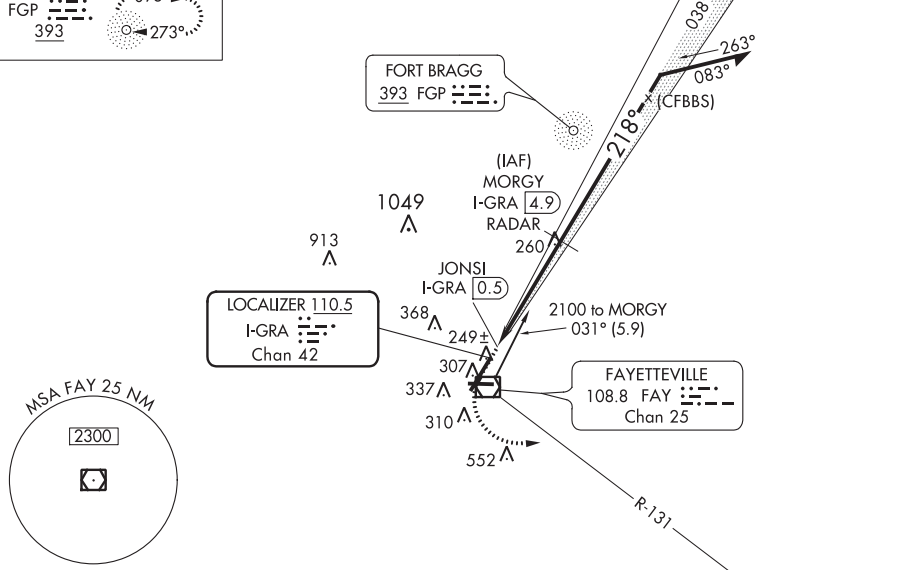 FGP
393
273°
038
263°
083°
(CFBBS)
218°
FORT BRAGG
393 FGP
(IAF)
MORGY
I-GRA 4.9
RADAR
260
1049
913
JONSI
I-GRA 0.5
LOCALIZER 110.5
I-GRA
Chan 42
368
249±
307
337
310
552
2100 to MORGY
031° (5.9)
FAYETTEVILLE
108.8 FAY
Chan 25
R-131
MSA FAY 25 NM
2300